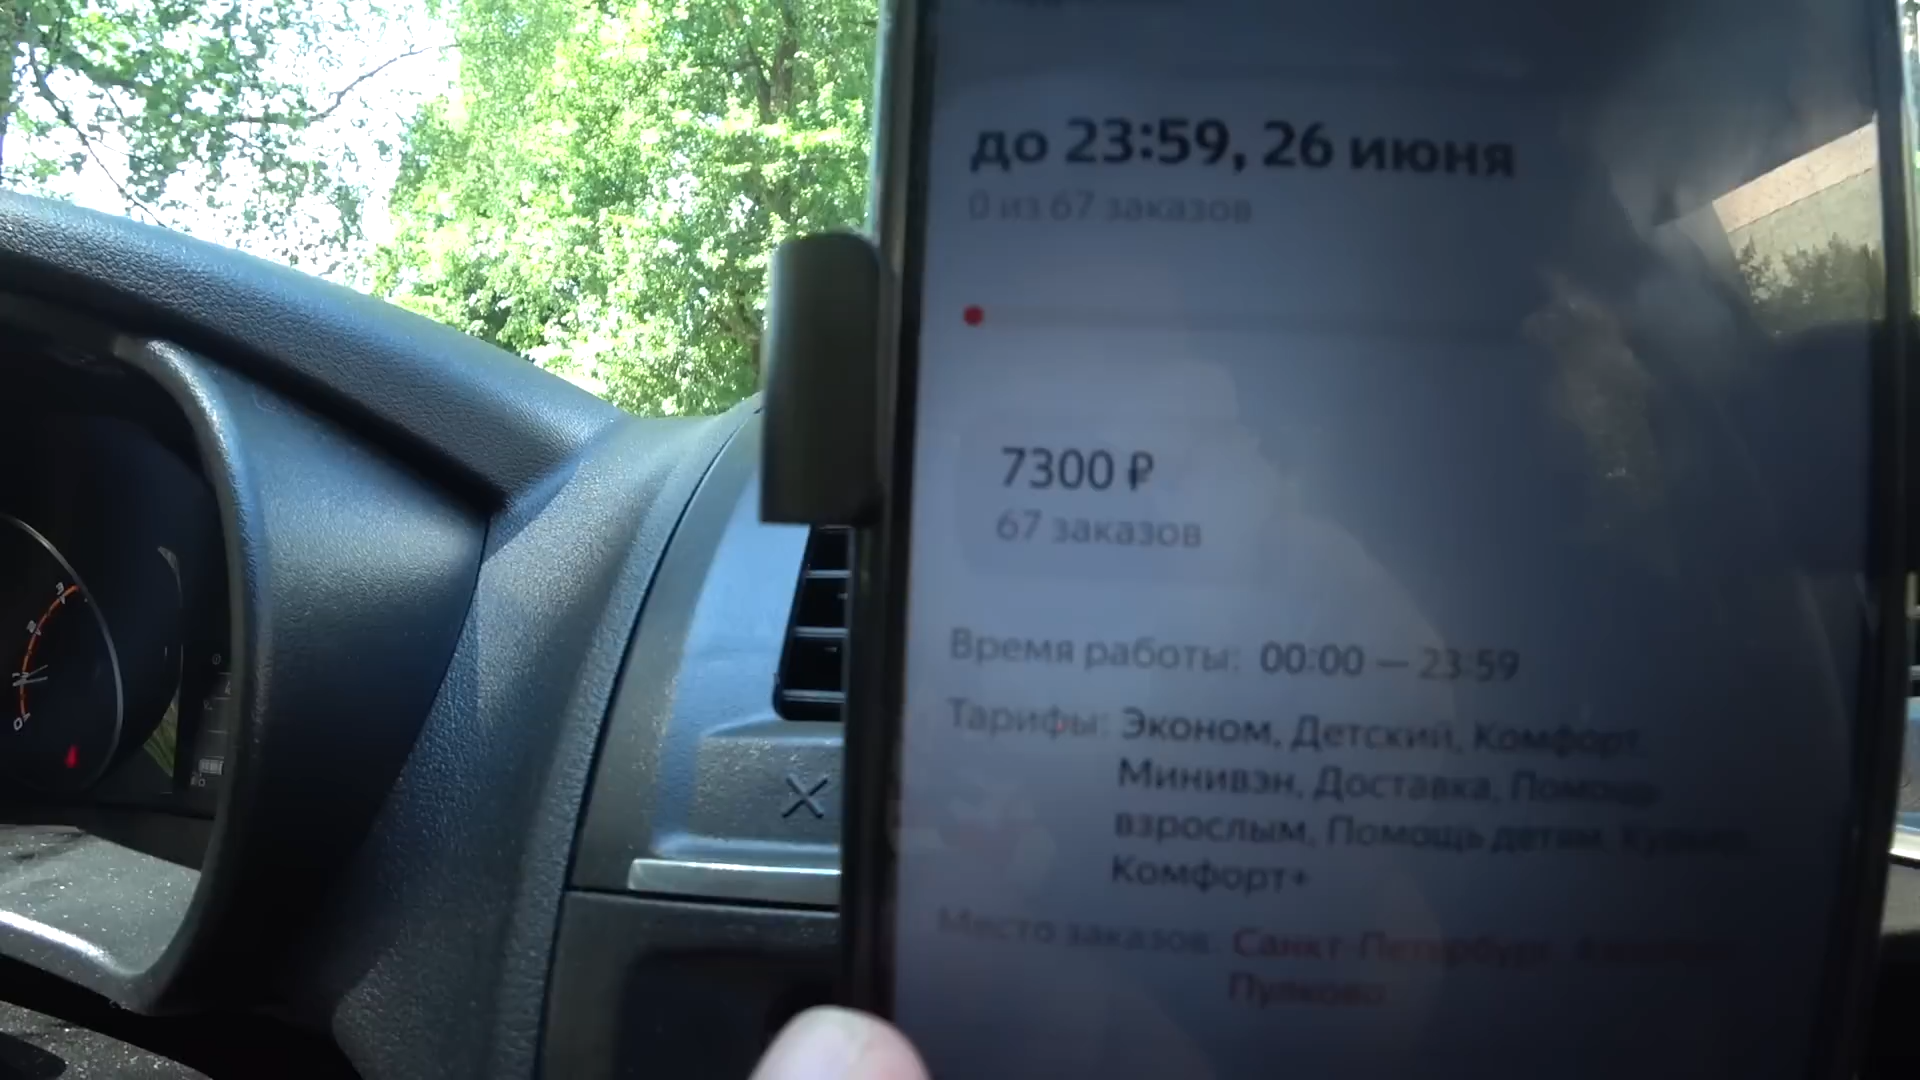 до 23:59, 26 июня
0 из 67 заказов
7300 ₽
67 заказов
Время работы: 00:00 — 23:59
Тарифы: Эконом, Детский, Комфорт,
Минивэн, Доставка, Помощь
взрослым, Помощь детям, Курьер,
Комфорт+
Место заказов: Санкт-Петербург,
Пулково